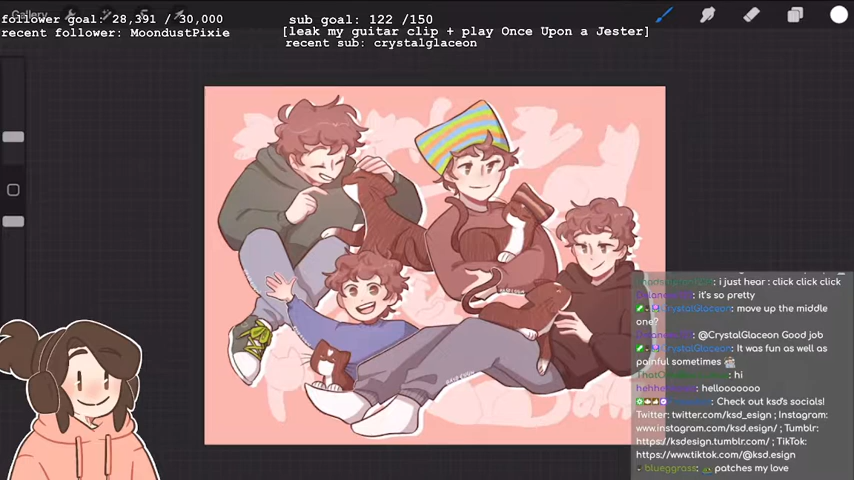 Gallery
follower goal: 28,391 / 30,000
recent follower: MoondustPixie
sub goal: 122 /150
[leak my guitar clip + play Once Upon a Jester]
recent sub: crystalglaceon
: i just hear : click click click
: it's so pretty
CrystalGlaceon: move up the middle
one?
: @CrystalGlaceon Good job
CrystalGlaceon: It was fun as well as
painful sometimes
: hi
: hellooooooo
: Check out ksd's socials!
Twitter: twitter.com/ksd_esign ; Instagram:
www.instagram.com/ksd.esign/ ; Tumblr:
https://ksdesign.tumblr.com/ ; TikTok:
https://www.tiktok.com/@ksd.esign
blueggrass: patches my love